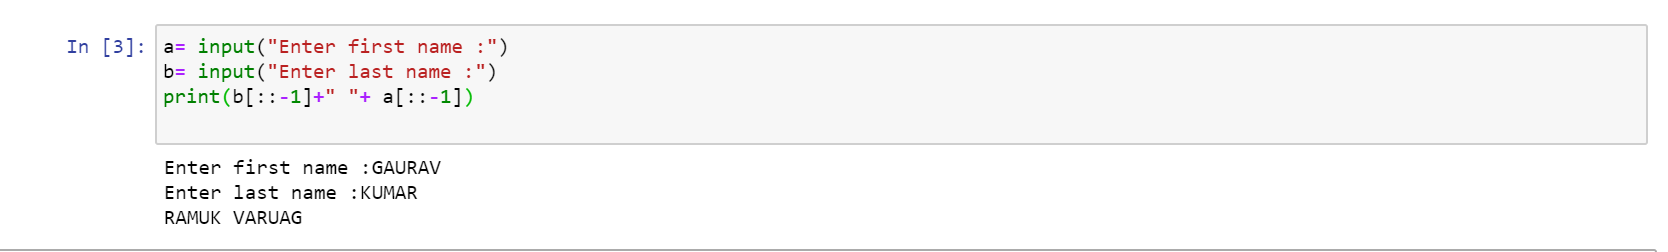 In [3]: a= input("Enter first name :")
b= input("Enter last name :")
print(b[::-1]+" "+ a[::-1])
Enter first name :GAURAV
Enter last name :KUMAR
RAMUK VARUAG